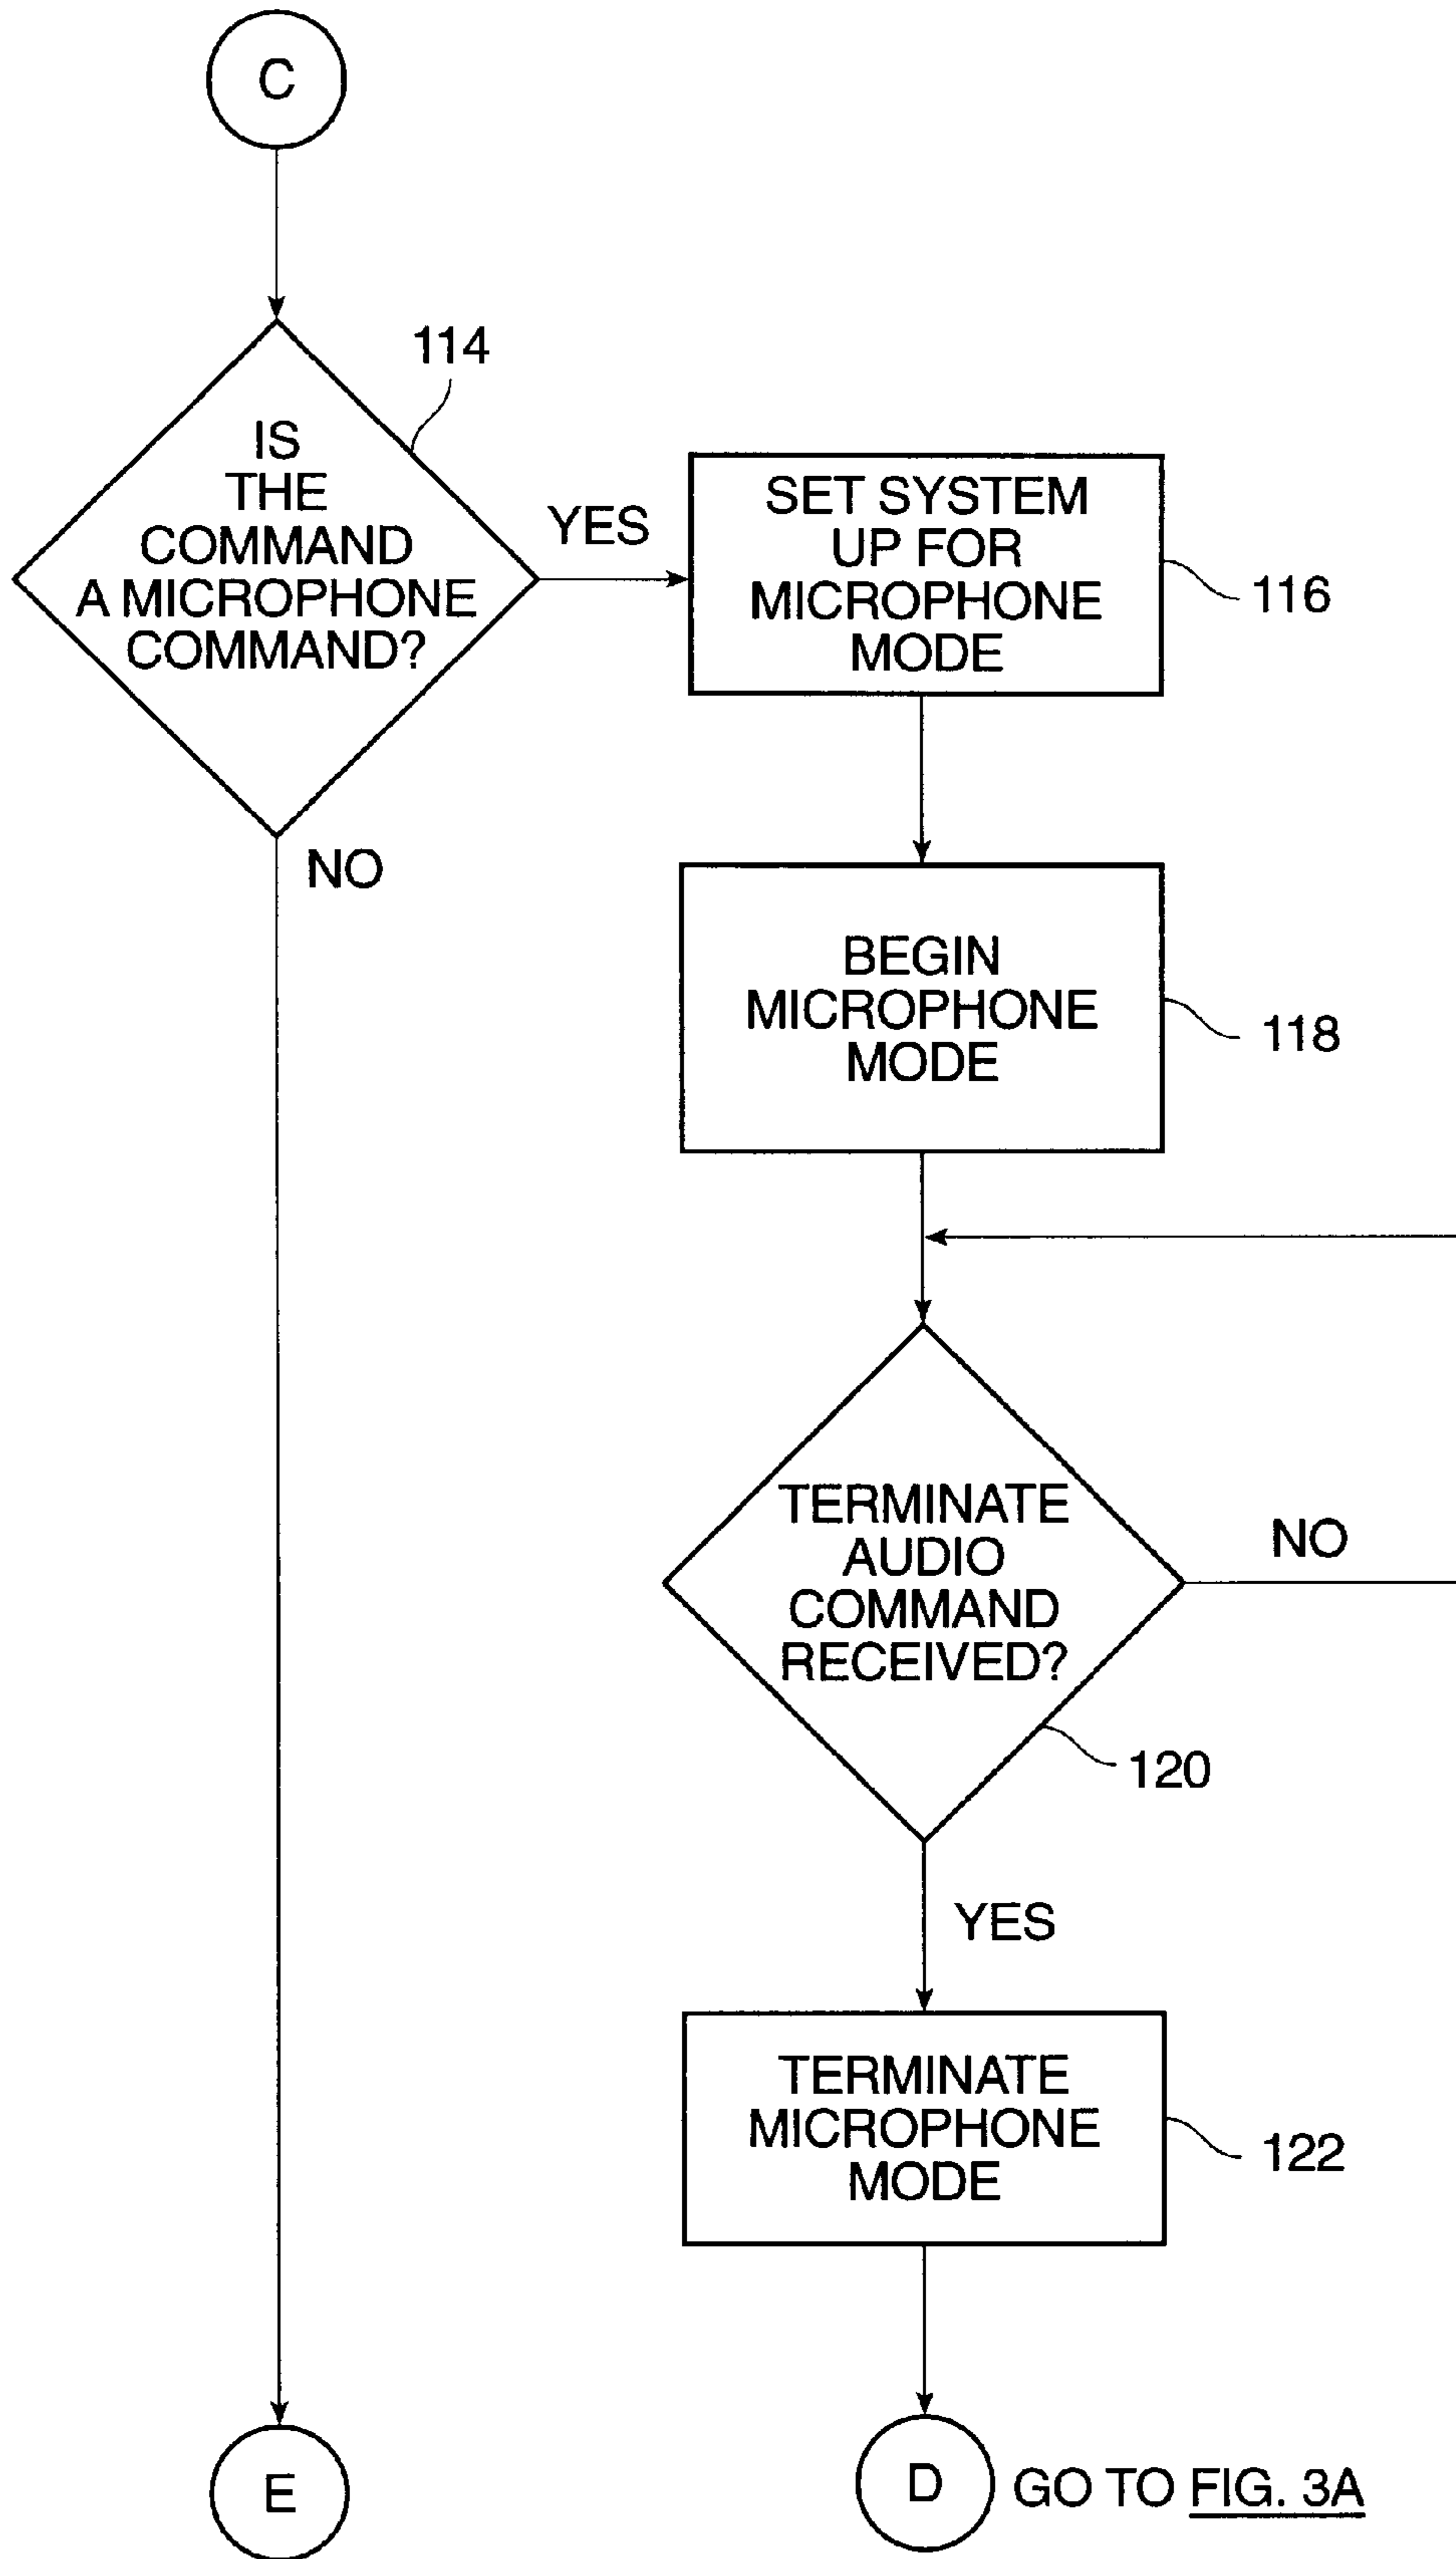 C
114
IS
THE
COMMAND
A MICROPHONE
COMMAND?
YES
SET SYSTEM
UP FOR
MICROPHONE
MODE
116
NO
BEGIN
MICROPHONE
MODE
118
TERMINATE
AUDIO
COMMAND
RECEIVED?
NO
120
YES
TERMINATE
MICROPHONE
MODE
122
E
D GO TO FIG. 3A